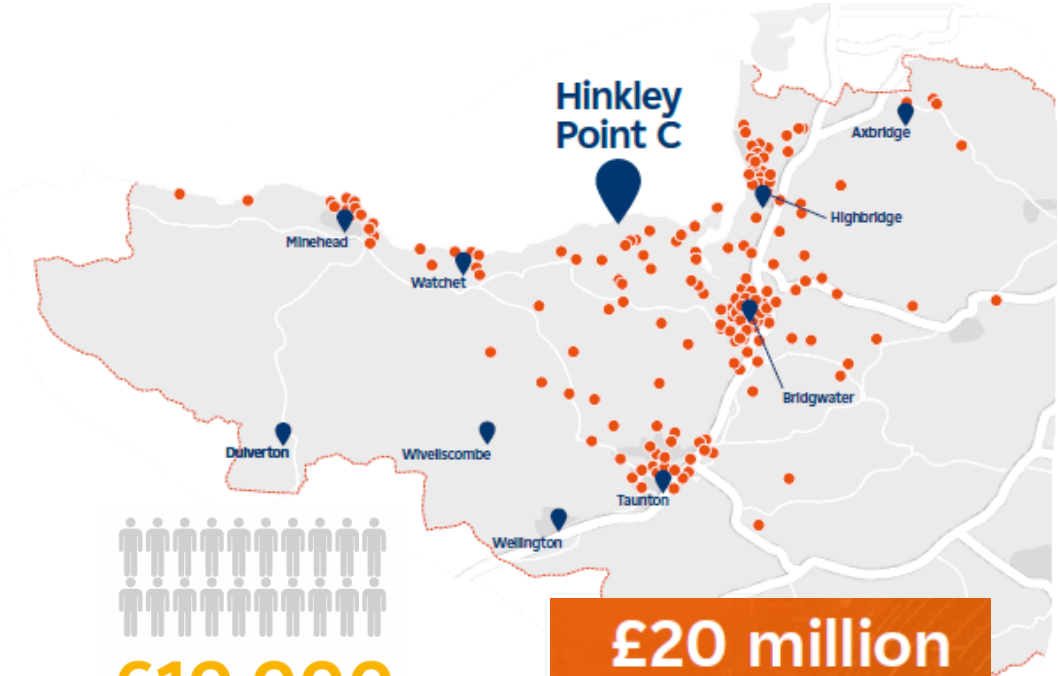 Hinkley
Point C
Axbridge
Highbridge
Minehead
Watchet
Bridgwater
Dulverton
Wiveliscombe
Taunton
Wellington
£20 million